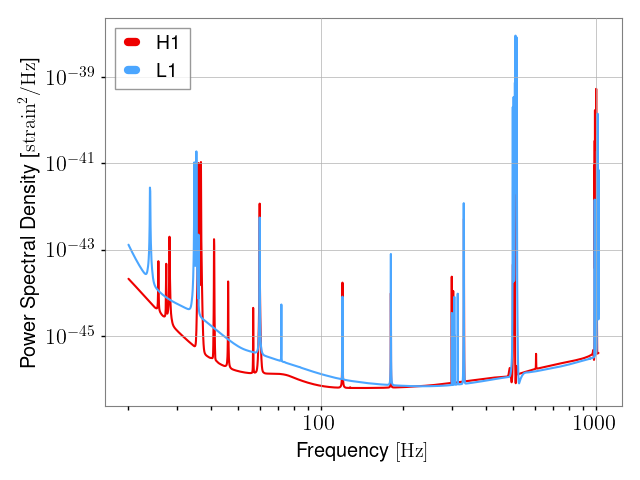 H1
L1
10^{-39}
10^{-41}
10^{-43}
10^{-45}
Power Spectral Density [strain^2/Hz]
100
1000
Frequency [Hz]